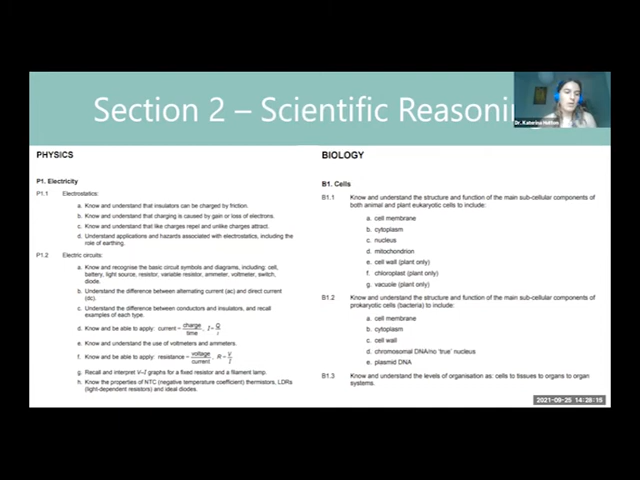 Section 2 – Scientific Reasoni
Dr. Katerina
PHYSICS
P1. Electricity
P1.1 Electrostatics:
a. Know and understand that insulators can be charged by friction.
b. Know and understand that charging is caused by gain or loss of electrons.
c. Know and understand that like charges repel and unlike charges attract.
d. Understand applications and hazards associated with electrostatics, including the
role of earthing.
P1.2 Electric circuits:
a. Know and recognise the basic circuit symbols and diagrams, including: cell,
battery, light source, resistor, variable resistor, ammeter, voltmeter, switch,
diode.
b. Understand the difference between alternating current (ac) and direct current
(dc).
c. Understand the difference between conductors and insulators, and recall
examples of each type.
d. Know and be able to apply: current = charge/time, I = Q/t
e. Know and understand the use of voltmeters and ammeters.
f. Know and be able to apply: resistance = voltage/current, R = V/I
g. Recall and interpret V–I graphs for a fixed resistor and a filament lamp.
h. Know the properties of NTC (negative temperature coefficient) thermistors, LDRs
(light-dependent resistors) and ideal diodes.
BIOLOGY
B1. Cells
B1.1 Know and understand the structure and function of the main sub-cellular components of
both animal and plant eukaryotic cells to include:
a. cell membrane
b. cytoplasm
c. nucleus
d. mitochondrion
e. cell wall (plant only)
f. chloroplast (plant only)
g. vacuole (plant only)
B1.2 Know and understand the structure and function of the main sub-cellular components of
prokaryotic cells (bacteria) to include:
a. cell membrane
b. cytoplasm
c. cell wall
d. chromosomal DNA/no 'true' nucleus
e. plasmid DNA
B1.3 Know and understand the levels of organisation as: cells to tissues to organs to organ
systems.
2021-09-25 14:28:15